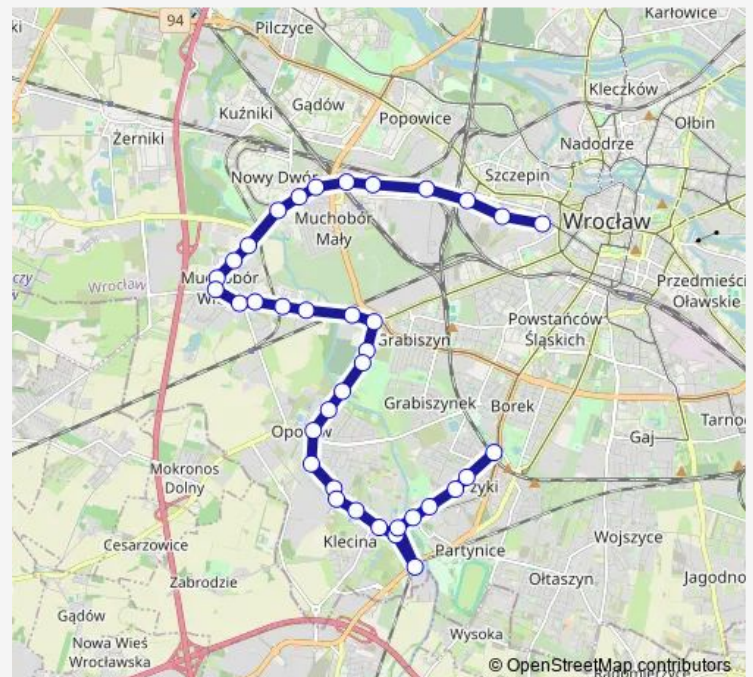 Karłowice
94
Pilczyce
Kleczków
Kuźniki
Gądów
Popowice
Ołbin
Żerniki
Nadodrze
Szczepin
Nowy Dwór
Muchobór
Mały
Wrocław
Wrocław
Przedmieści
Oławskie
Powstańców
Śląskich
Grabiszyn
Grabiszynek
Borek
Tarno
Gaj
Mokronos
Dolny
Cesarzowice
Klecina
Partynice
Wojszyce
Zabrodzie
Ołtaszyn
Jagodno
Gądów
Nowa Wieś
Wrocławska
Wysoka
© OpenStreetMap contributors